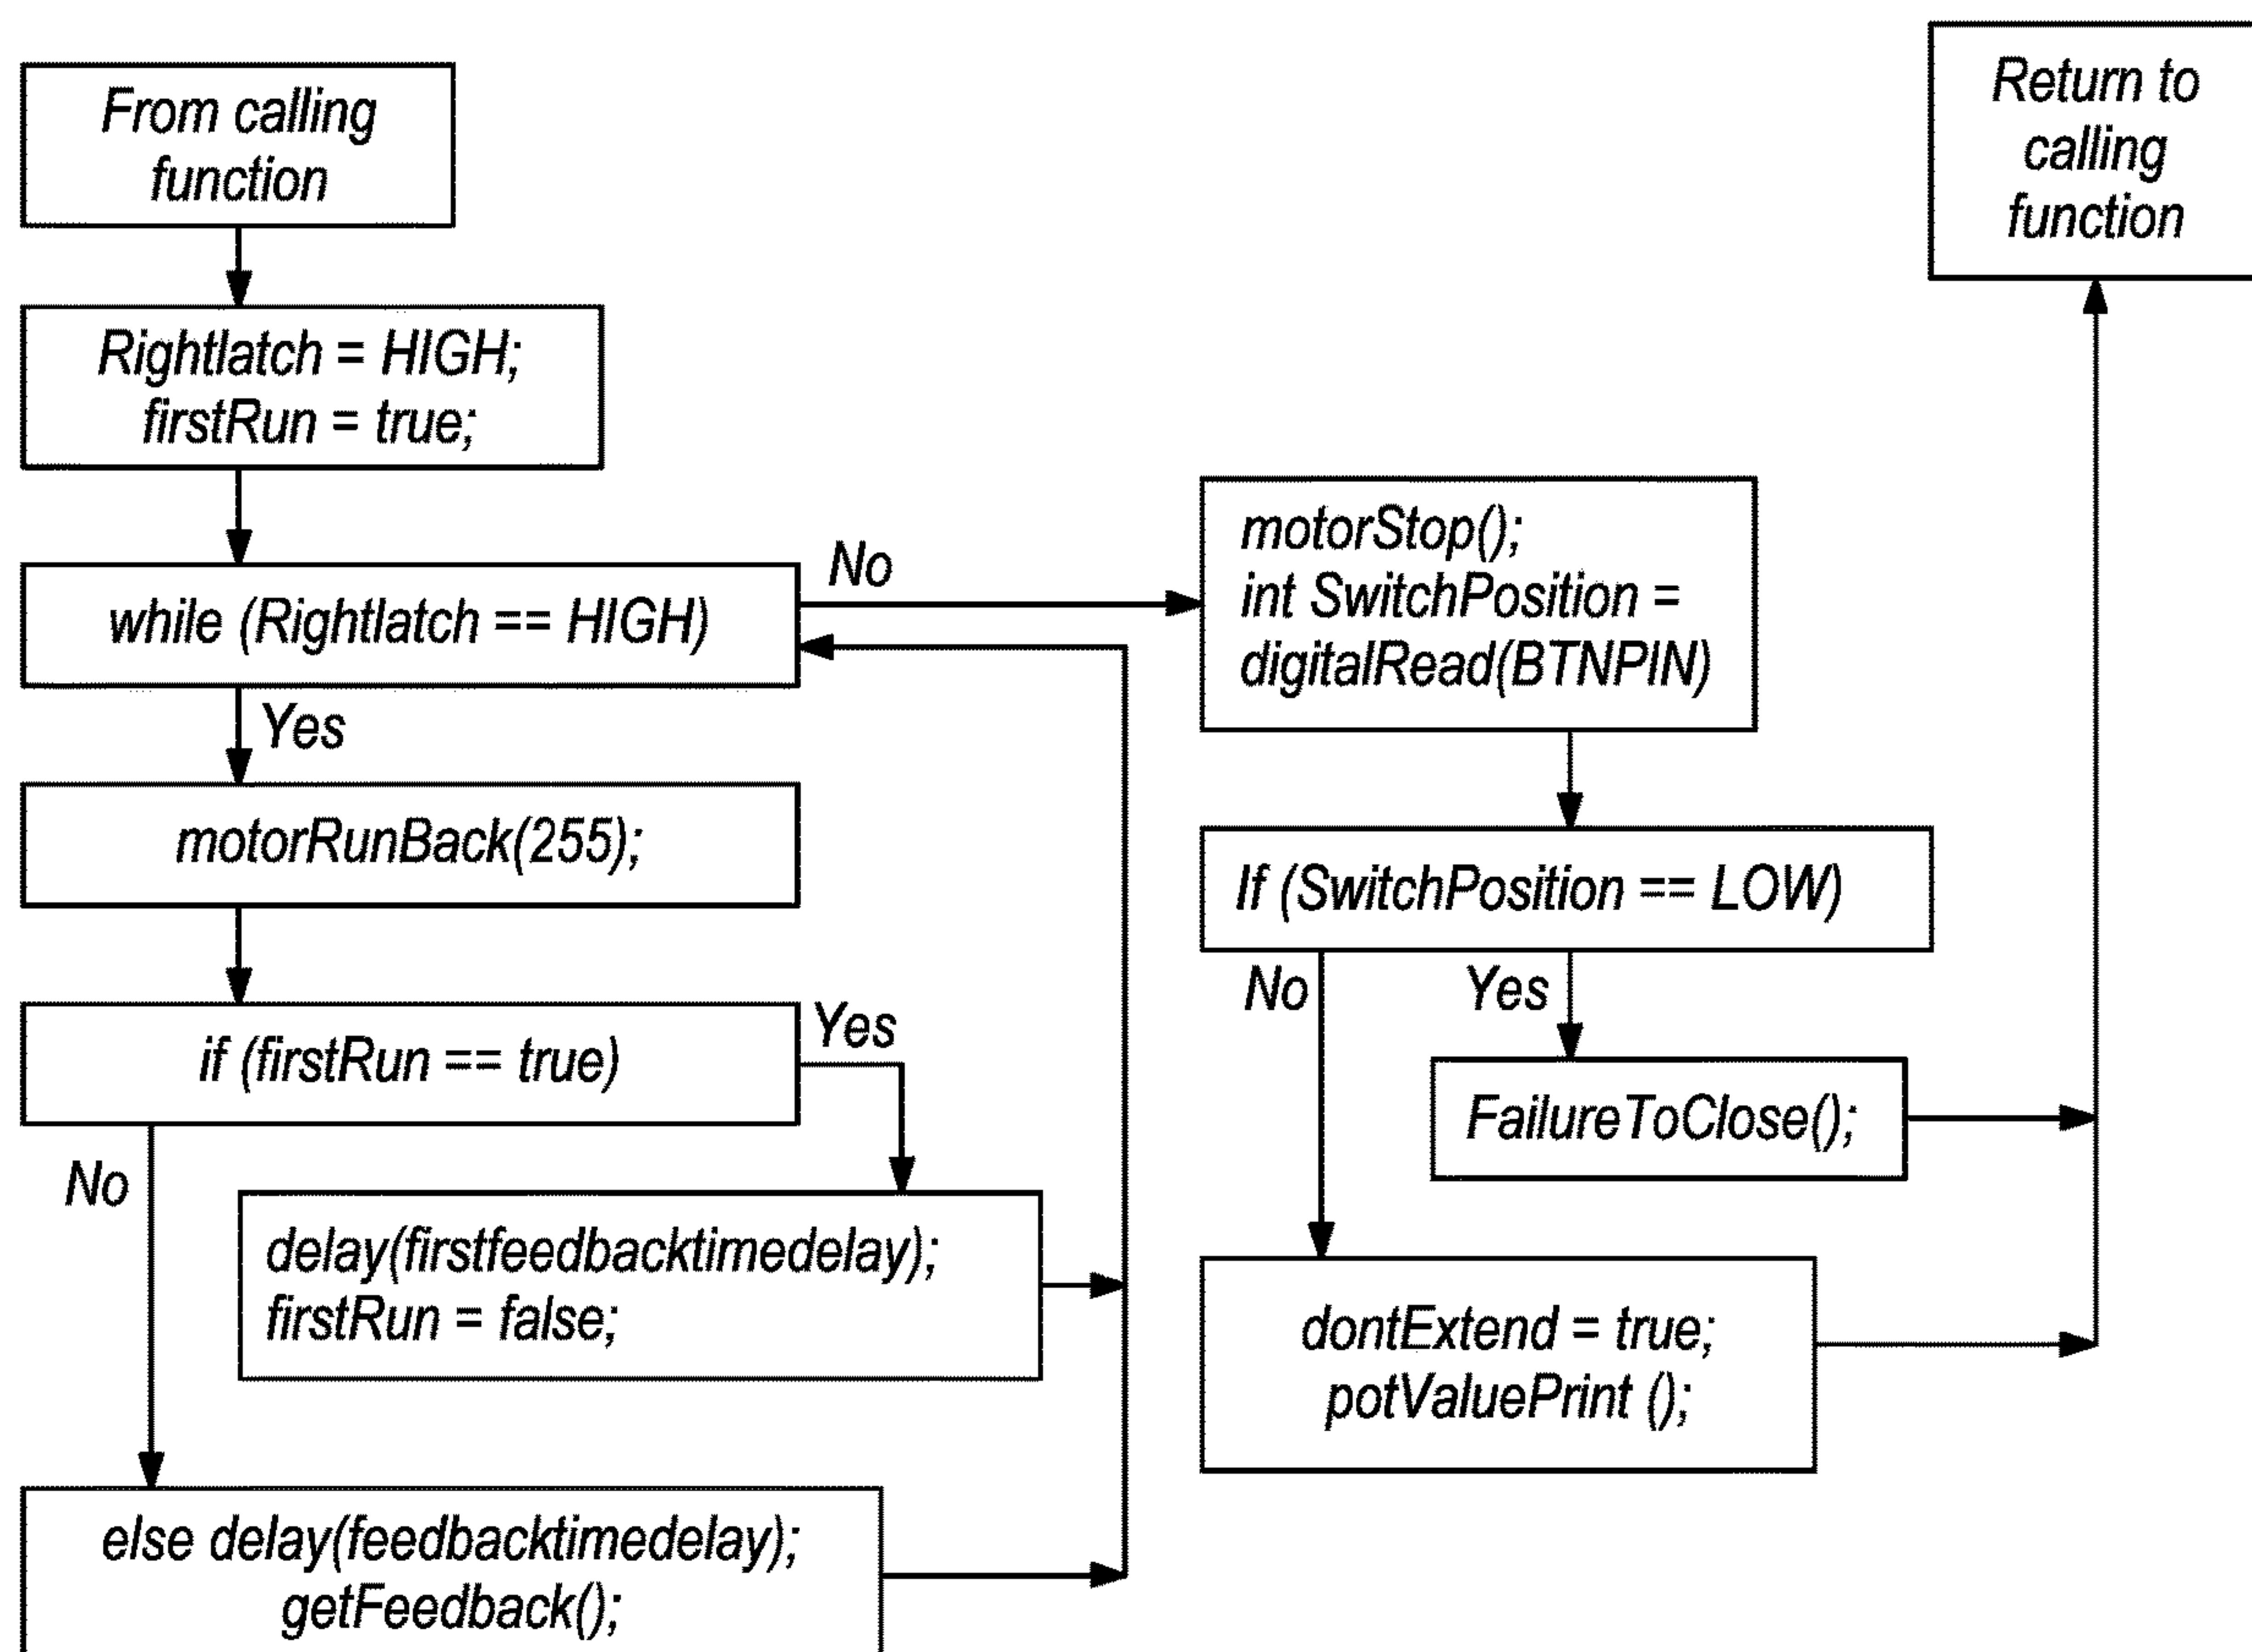 From calling
function
Rightlatch = HIGH;
firstRun = true;
while (Rightlatch == HIGH)
Yes
No
motorRunBack(255);
if (firstRun == true)
Yes
No
delay(firstfeedbacktimedelay);
firstRun = false;
else delay(feedbacktimedelay);
getFeedback();
motorStop();
int SwitchPosition =
digitalRead(BTNPIN)
If (SwitchPosition == LOW)
No
Yes
FailureToClose();
dontExtend = true;
potValuePrint ();
Return to
calling
function